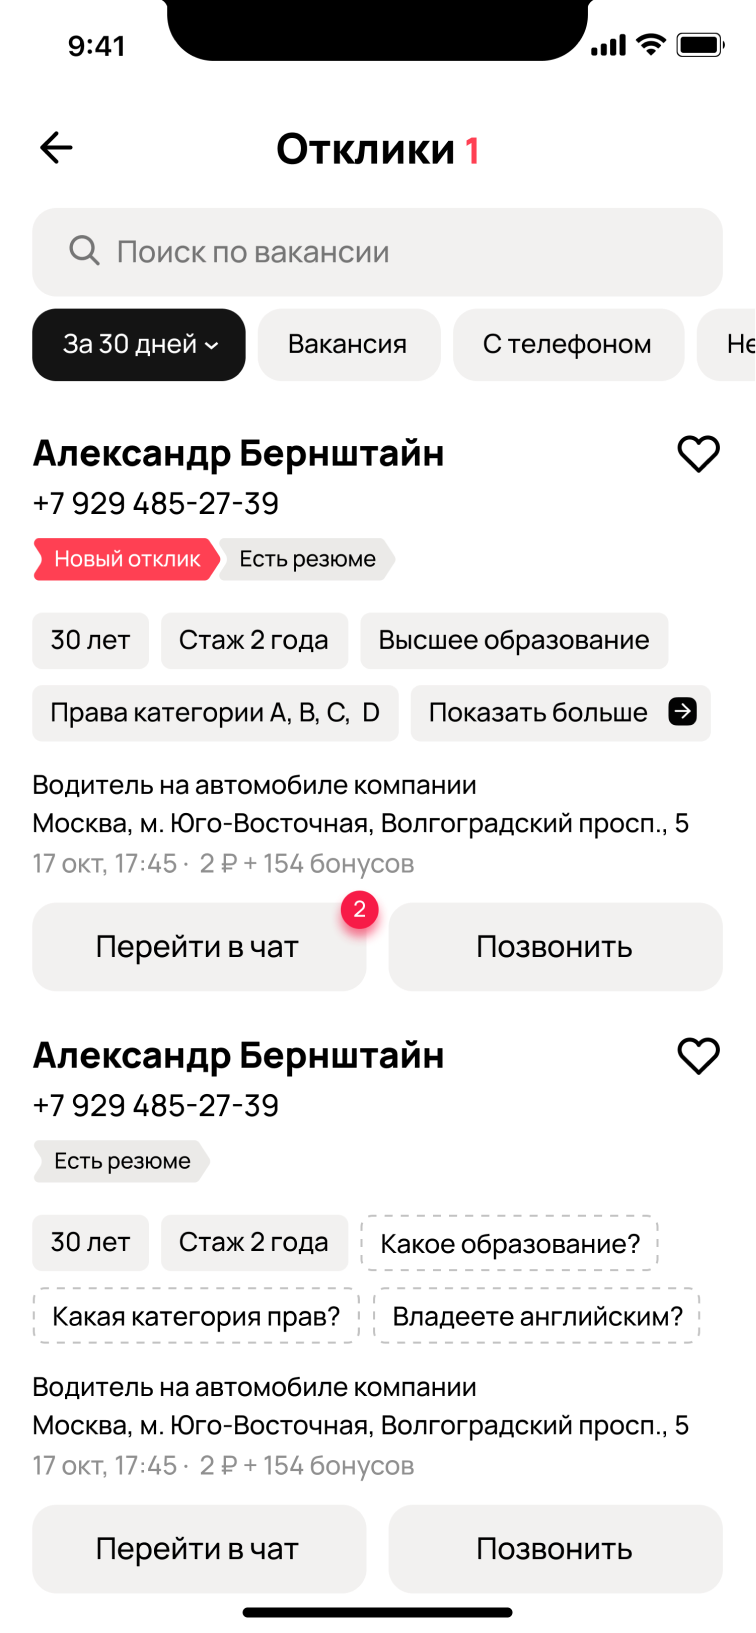 9:41
Отклики 1
Поиск по вакансии
За 30 дней Вакансия С телефоном Не
Александр Бернштайн
+7 929 485-27-39
Новый отклик Есть резюме
30 лет Стаж 2 года Высшее образование
Права категории A, B, C, D Показать больше
Водитель на автомобиле компании
Москва, м. Юго-Восточная, Волгоградский просп., 5
17 окт, 17:45 · 2 ₽ + 154 бонусов
2
Перейти в чат Позвонить
Александр Бернштайн
+7 929 485-27-39
Есть резюме
30 лет Стаж 2 года Какое образование?
Какая категория прав? Владеете английским?
Водитель на автомобиле компании
Москва, м. Юго-Восточная, Волгоградский просп., 5
17 окт, 17:45 · 2 ₽ + 154 бонусов
Перейти в чат Позвонить